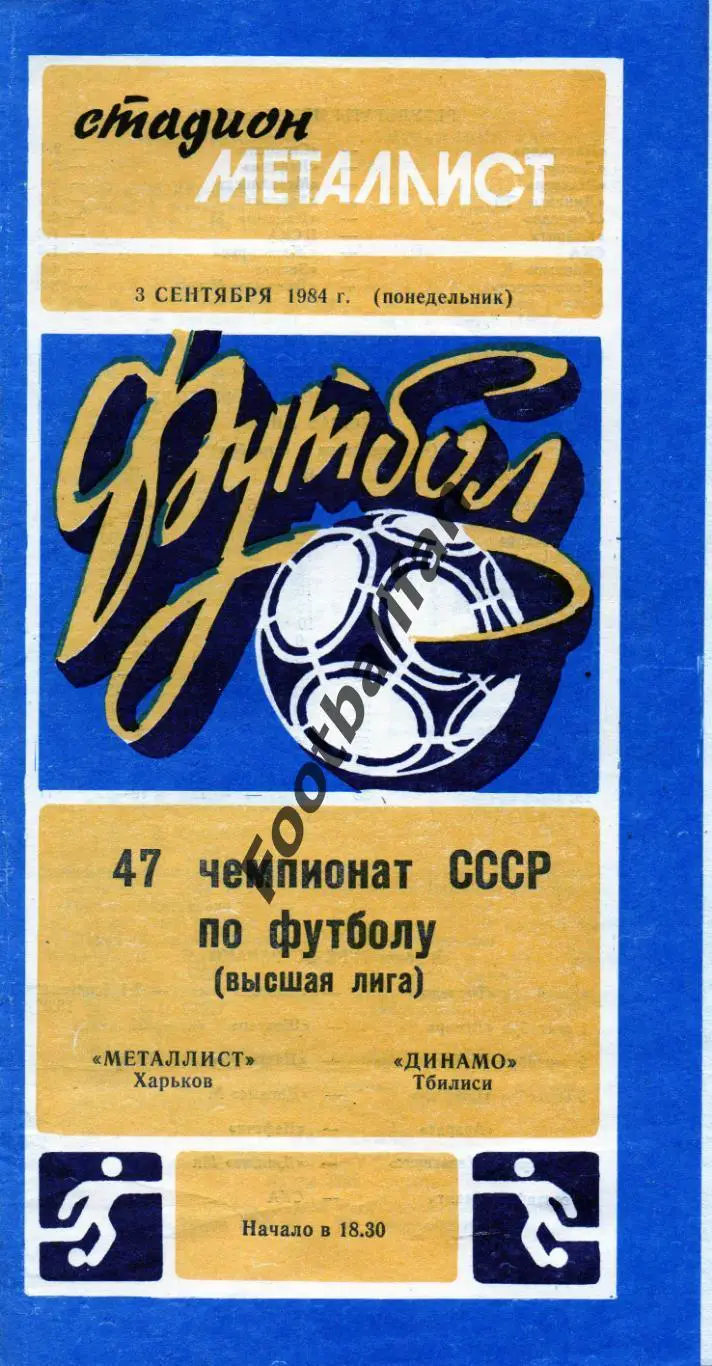 стадион
МЕТАЛЛИСТ
3 СЕНТЯБРЯ 1984 г. (понедельник)
Футбол
FootballItan
47 чемпионат СССР
по футболу
(высшая лига)
«МЕТАЛЛИСТ» «ДИНАМО»
Харьков Тбилиси
Начало в 18.30